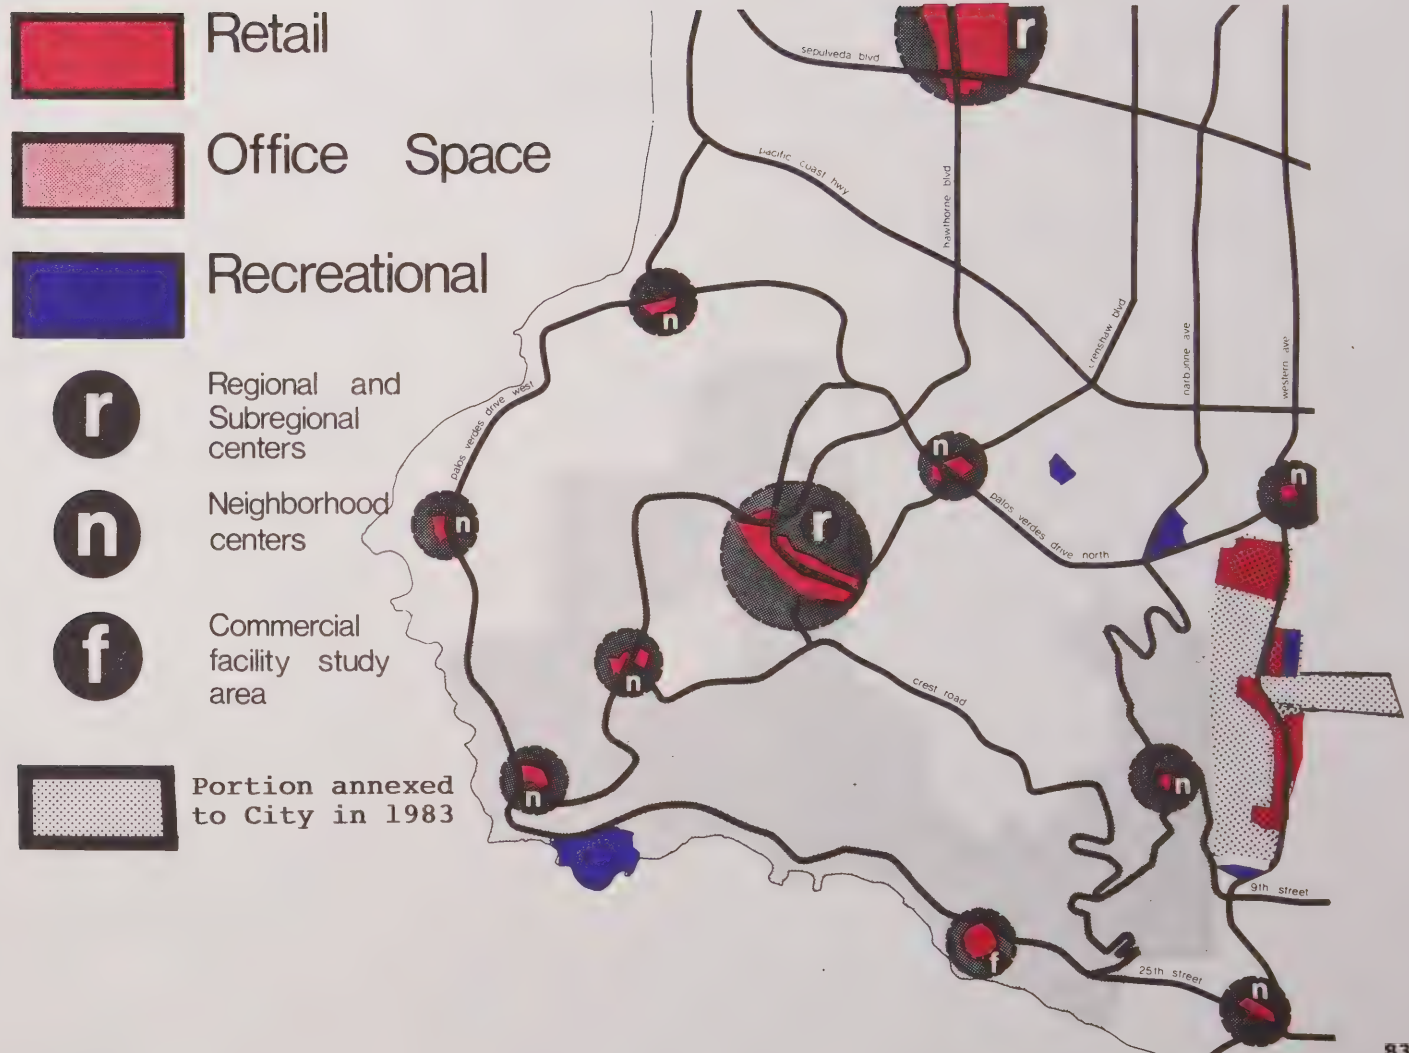 Retail
Office Space
Recreational
r
Regional and
Subregional
centers
n
Neighborhood
centers
f
Commercial
facility study
area
Portion annexed
to City in 1983
r
sepulveda blvd
pacific coast hwy
hawthorne blvd
crenshaw blvd
narbonne ave
western ave
n
palos verdes drive west
n
n
n
r
palos verdes drive north
n
crest road
n
n
9th street
f
25th street
n
83